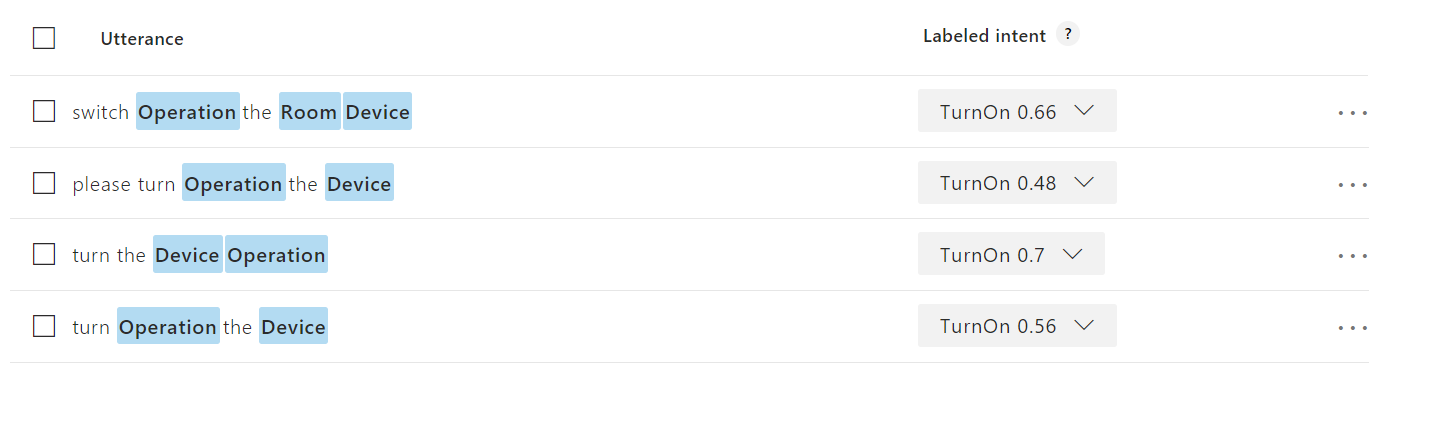 Utterance Labeled intent ?
switch Operation the Room Device TurnOn 0.66
please turn Operation the Device TurnOn 0.48
turn the Device Operation TurnOn 0.7
turn Operation the Device TurnOn 0.56